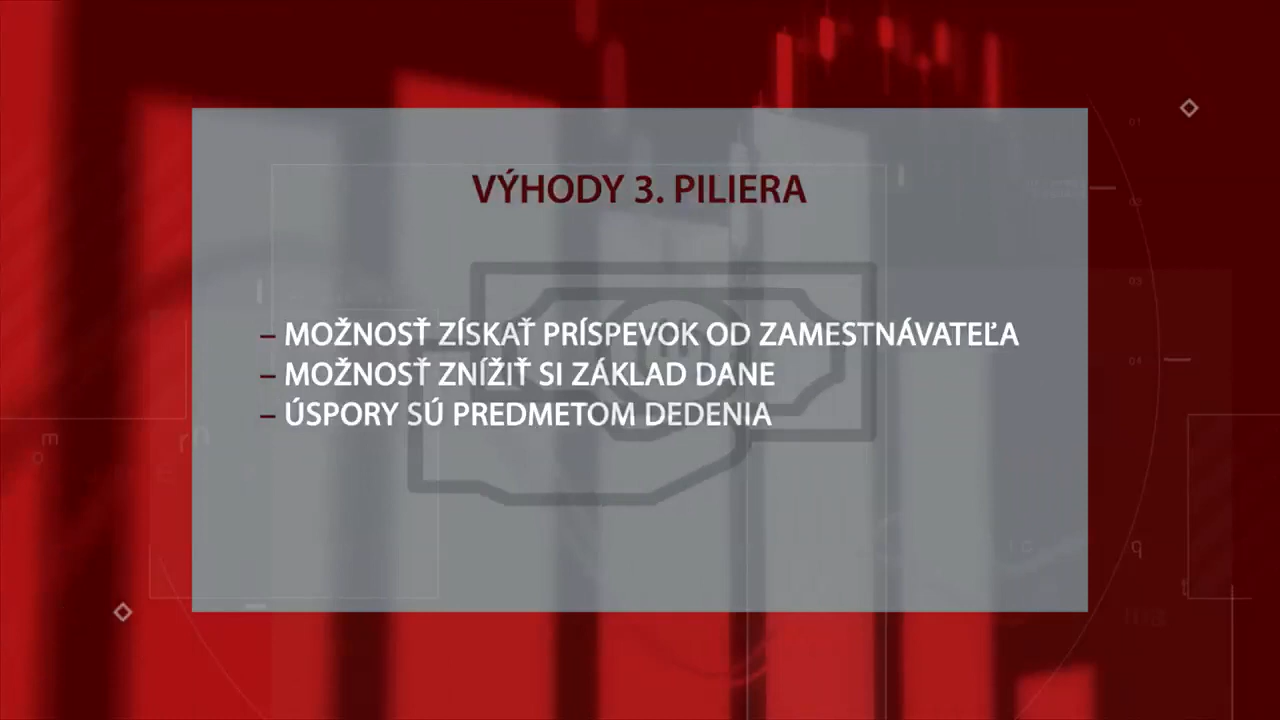 VÝHODY 3. PILIERA
– MOŽNOSŤ ZÍSKAŤ PRÍSPEVOK OD ZAMESTNÁVATEĽA
– MOŽNOSŤ ZNÍŽIŤ SI ZÁKLAD DANE
– ÚSPORY SÚ PREDMETOM DEDENIA